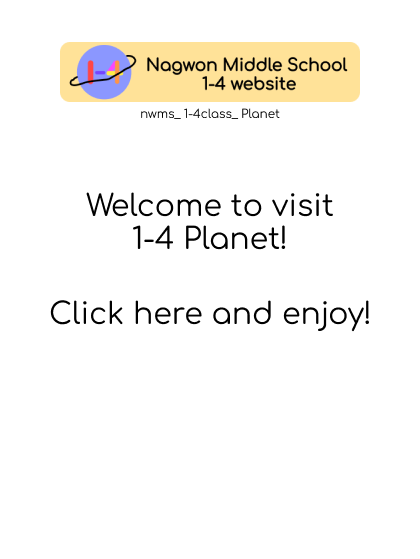 1-4
Nagwon Middle School
1-4 website
nwms_ 1-4class_ Planet
Welcome to visit
1-4 Planet!
Click here and enjoy!